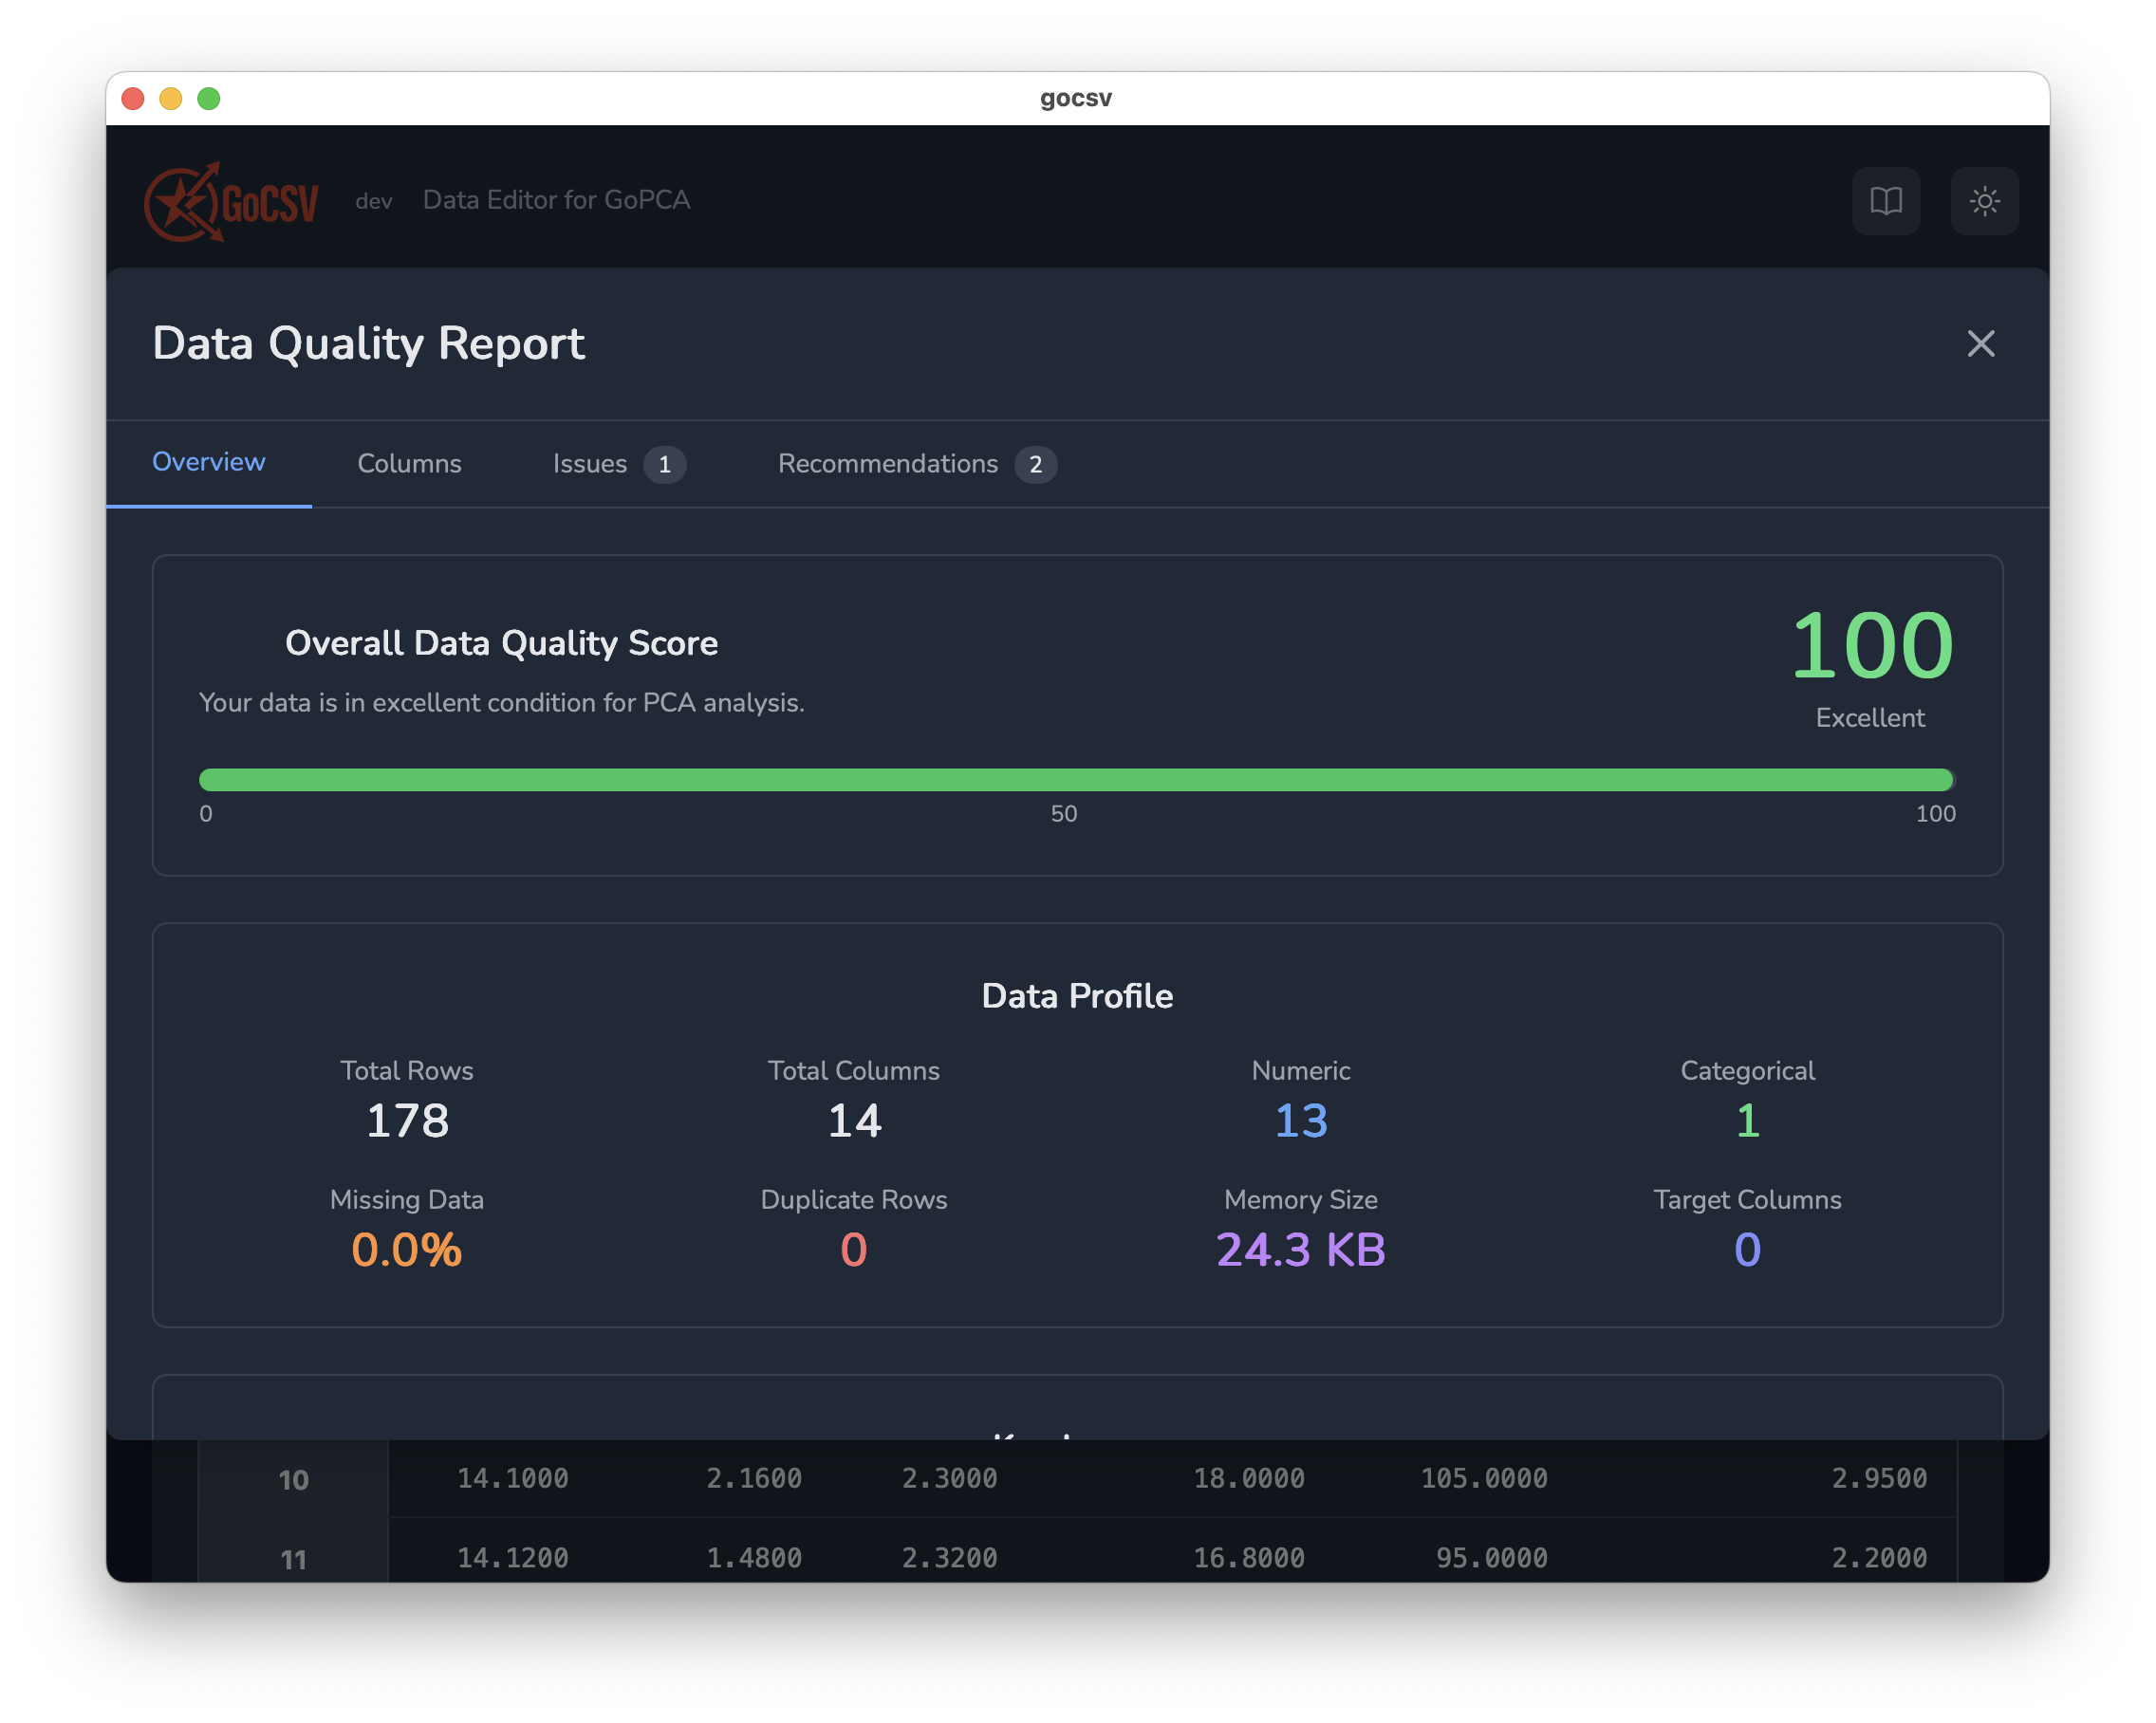 gocsv
GoCSV dev Data Editor for GoPCA
Data Quality Report
Overview Columns Issues 1 Recommendations 2
Overall Data Quality Score
100
Your data is in excellent condition for PCA analysis.
Excellent
0 50 100
Data Profile
Total Rows Total Columns Numeric Categorical
178 14 13 1
Missing Data Duplicate Rows Memory Size Target Columns
0.0% 0 24.3 KB 0
10 14.1000 2.1600 2.3000 18.0000 105.0000 2.9500
11 14.1200 1.4800 2.3200 16.8000 95.0000 2.2000